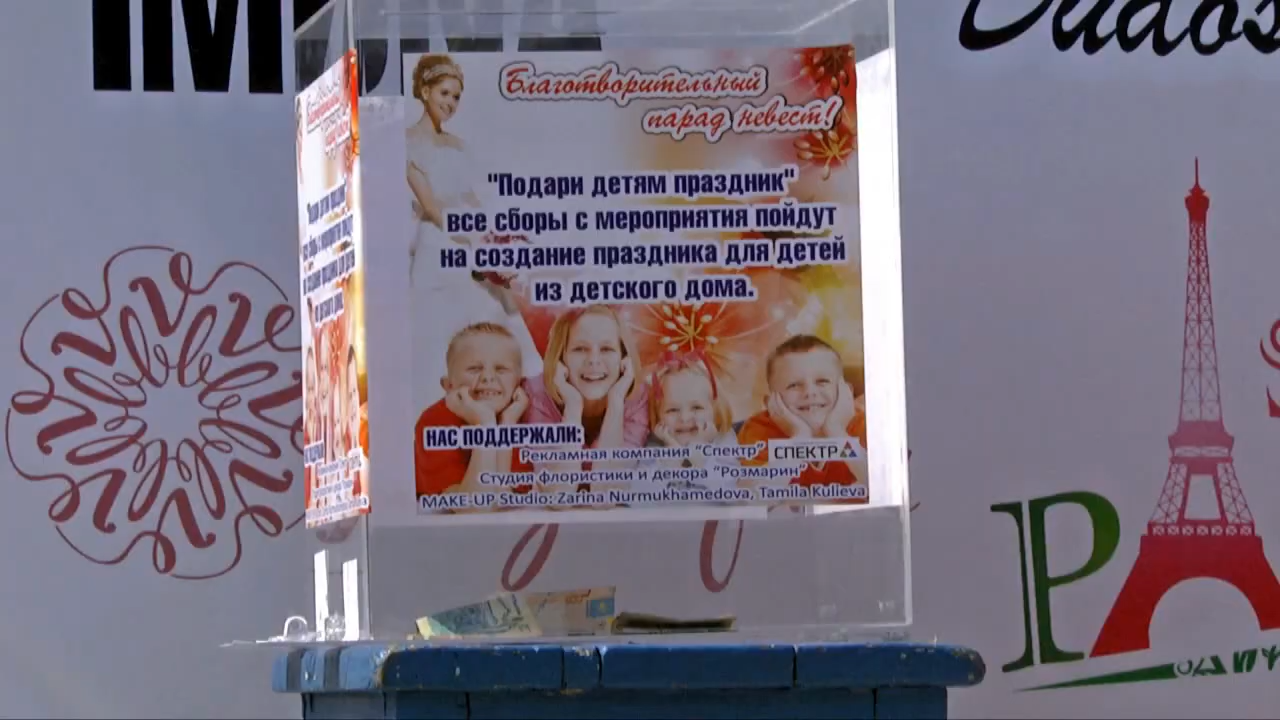 Благотворительный
парад невест!
"Подари детям праздник"
все сборы с мероприятия пойдут
на создание праздника для детей
из детского дома.
НАС ПОДДЕРЖАЛИ:
Рекламная компания "Спектр"
СПЕКТР
Студия флористики и декора "Розмарин"
MAKE-UP Studio: Zarina Nurmukhamedova, Tamila Kulieva